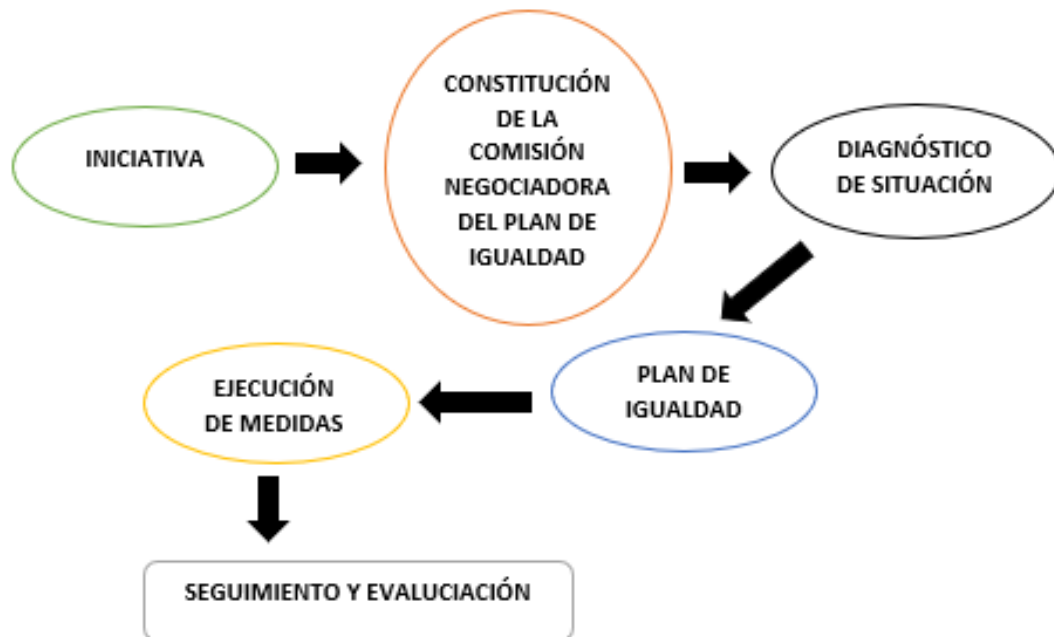 INICIATIVA
CONSTITUCIÓN
DE LA
COMISIÓN
NEGOCIADORA
DEL PLAN DE
IGUALDAD
DIAGNÓSTICO
DE SITUACIÓN
PLAN DE
IGUALDAD
EJECUCIÓN
DE MEDIDAS
SEGUIMIENTO Y EVALUCIACIÓN